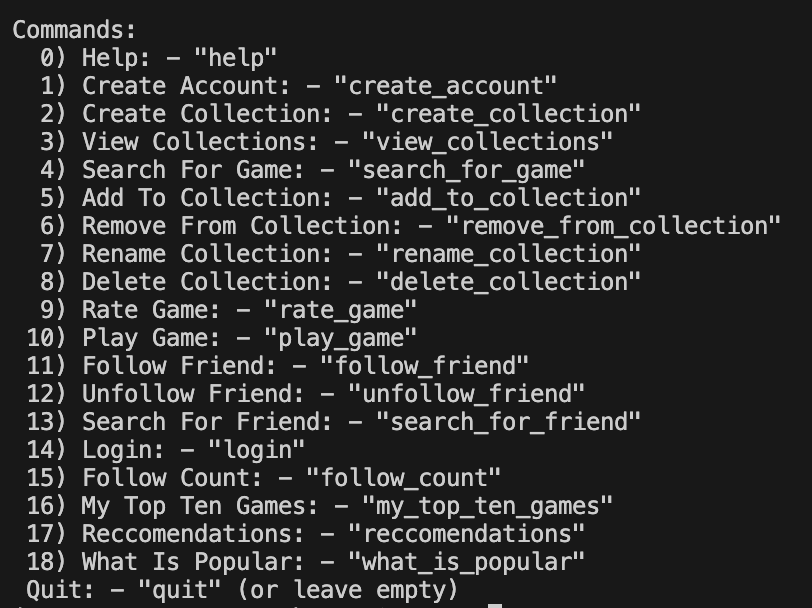 Commands:
0) Help: - "help"
1) Create Account: - "create_account"
2) Create Collection: - "create_collection"
3) View Collections: - "view_collections"
4) Search For Game: - "search_for_game"
5) Add To Collection: - "add_to_collection"
6) Remove From Collection: - "remove_from_collection"
7) Rename Collection: - "rename_collection"
8) Delete Collection: - "delete_collection"
9) Rate Game: - "rate_game"
10) Play Game: - "play_game"
11) Follow Friend: - "follow_friend"
12) Unfollow Friend: - "unfollow_friend"
13) Search For Friend: - "search_for_friend"
14) Login: - "login"
15) Follow Count: - "follow_count"
16) My Top Ten Games: - "my_top_ten_games"
17) Reccomendations: - "reccomendations"
18) What Is Popular: - "what_is_popular"
Quit: - "quit" (or leave empty)